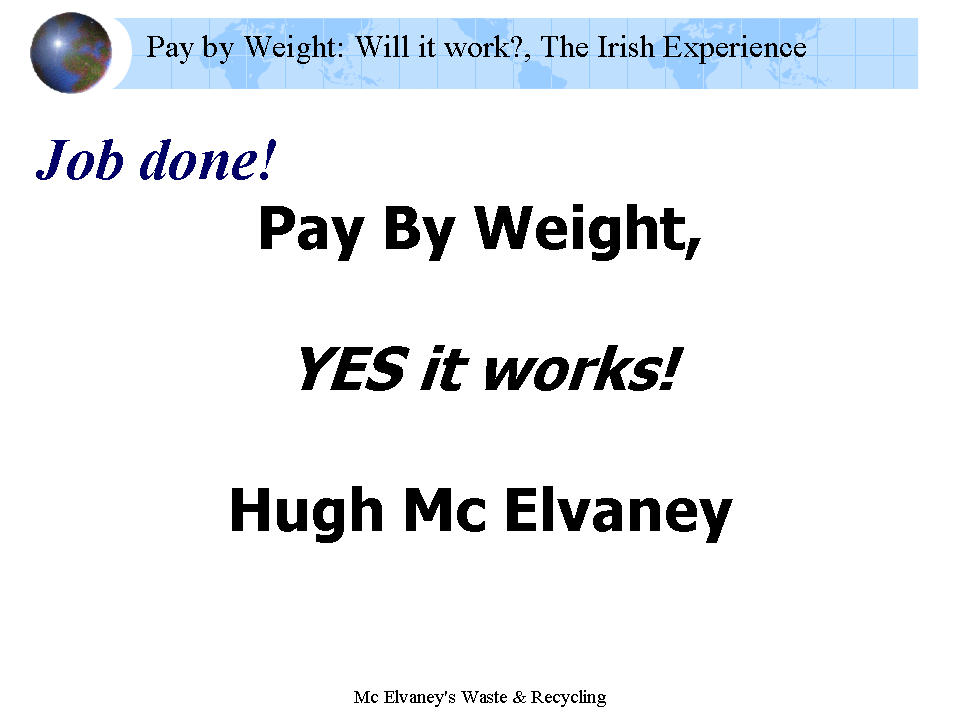 Pay by Weight: Will it work?, The Irish Experience
Job done!
Pay By Weight,
YES it works!
Hugh Mc Elvaney
Mc Elvaney's Waste & Recycling